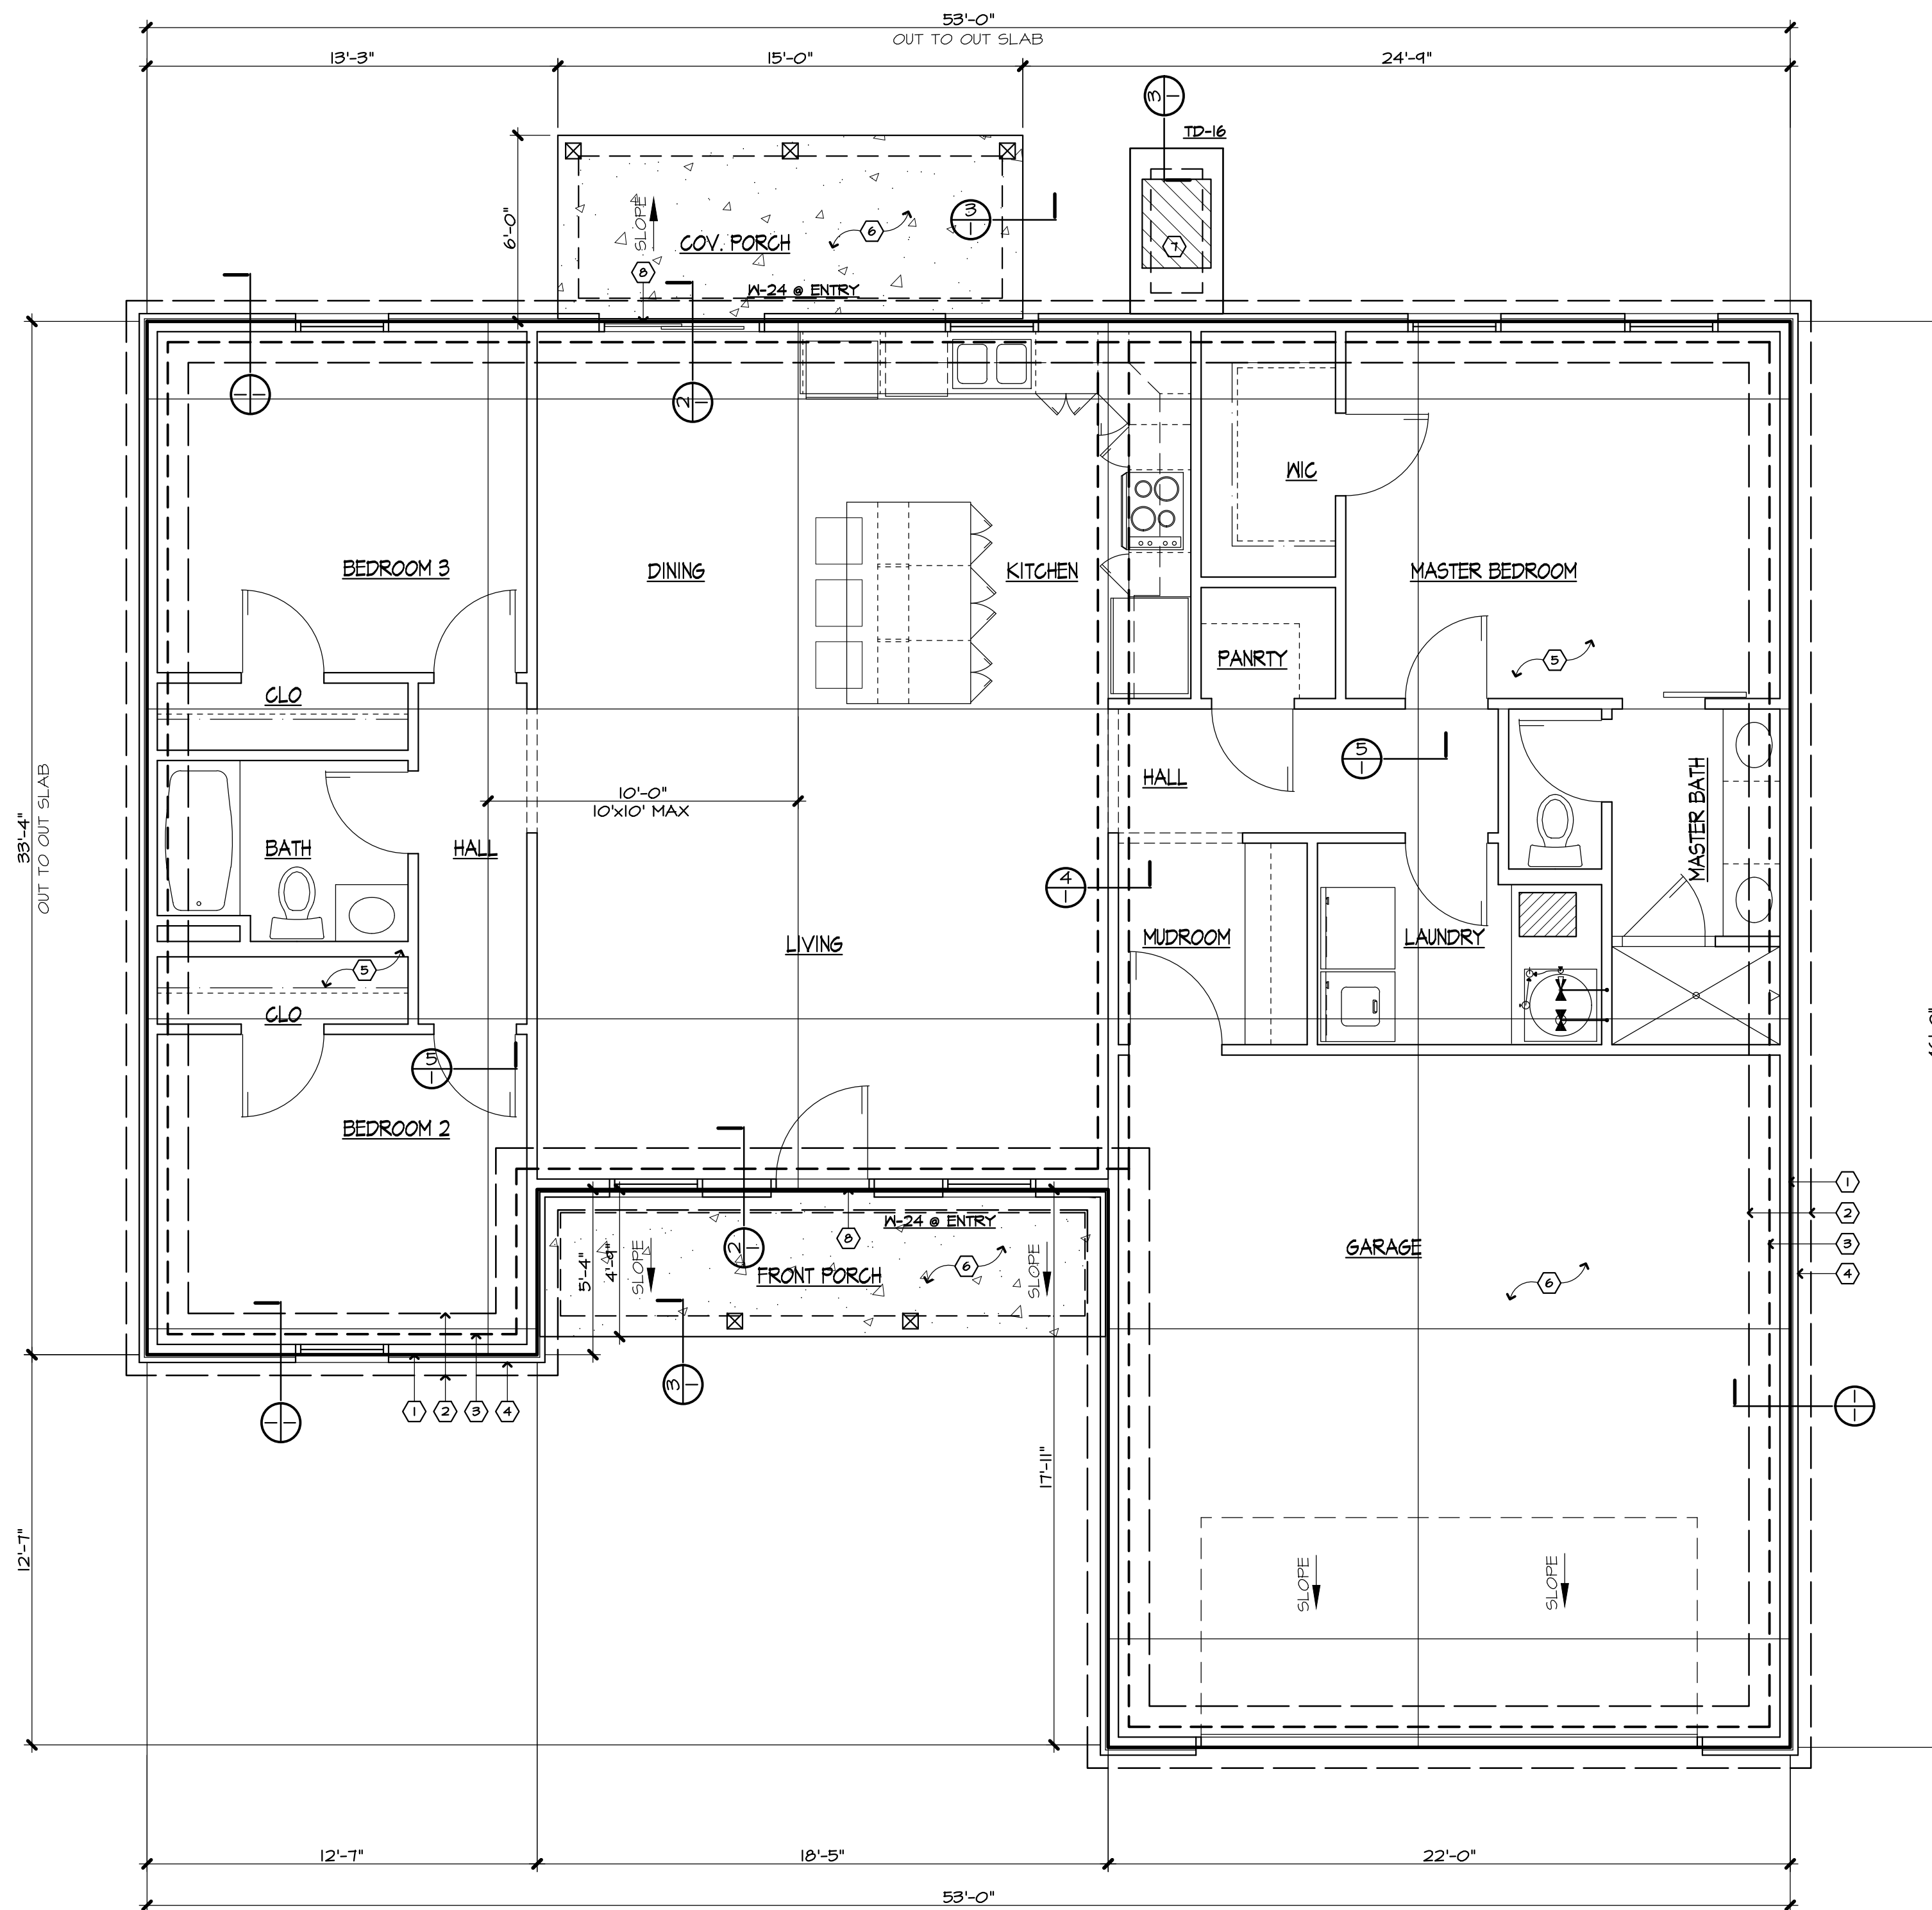 53'-0"
OUT TO OUT SLAB
13'-3"
15'-0"
24'-9"
3
TD-16
6'-0"
SLOPE
COV. PORCH
6
3
7
8
W-24 @ ENTRY
2
WIC
BEDROOM 3
DINING
KITCHEN
MASTER BEDROOM
PANRTY
5
CLO
5
HALL
10'-0"
10'x10' MAX
33'-4"
OUT TO OUT SLAB
BATH
HALL
MASTER BATH
4
MUDROOM
LAUNDRY
LIVING
5
CLO
5
BEDROOM 2
1
2
3
4
W-24 @ ENTRY
8
2
5'-4"
4'-9"
SLOPE
FRONT PORCH
6
SLOPE
GARAGE
6
3
1
2
3
4
17'-11"
12'-7"
SLOPE
SLOPE
12'-7"
18'-5"
22'-0"
53'-0"